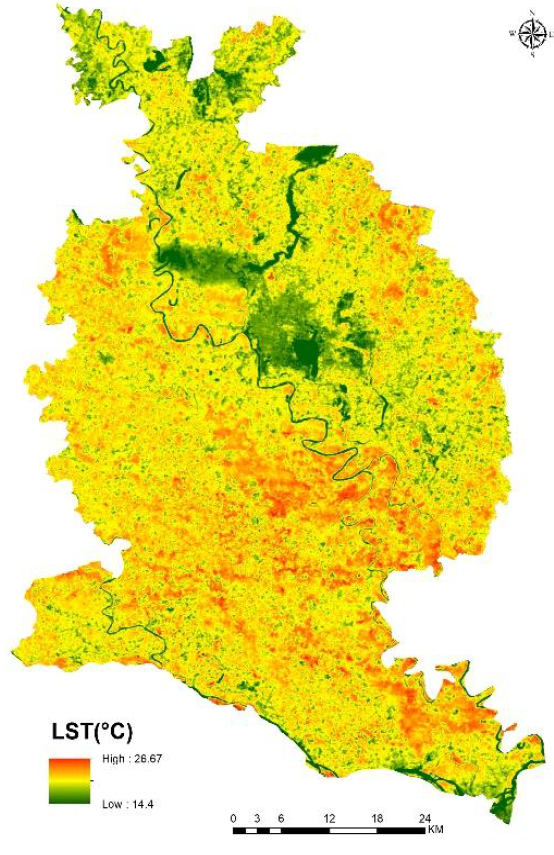 N
W E
S
LST(°C)
High : 26.67
Low : 14.4
0 3 6 12 18 24
KM